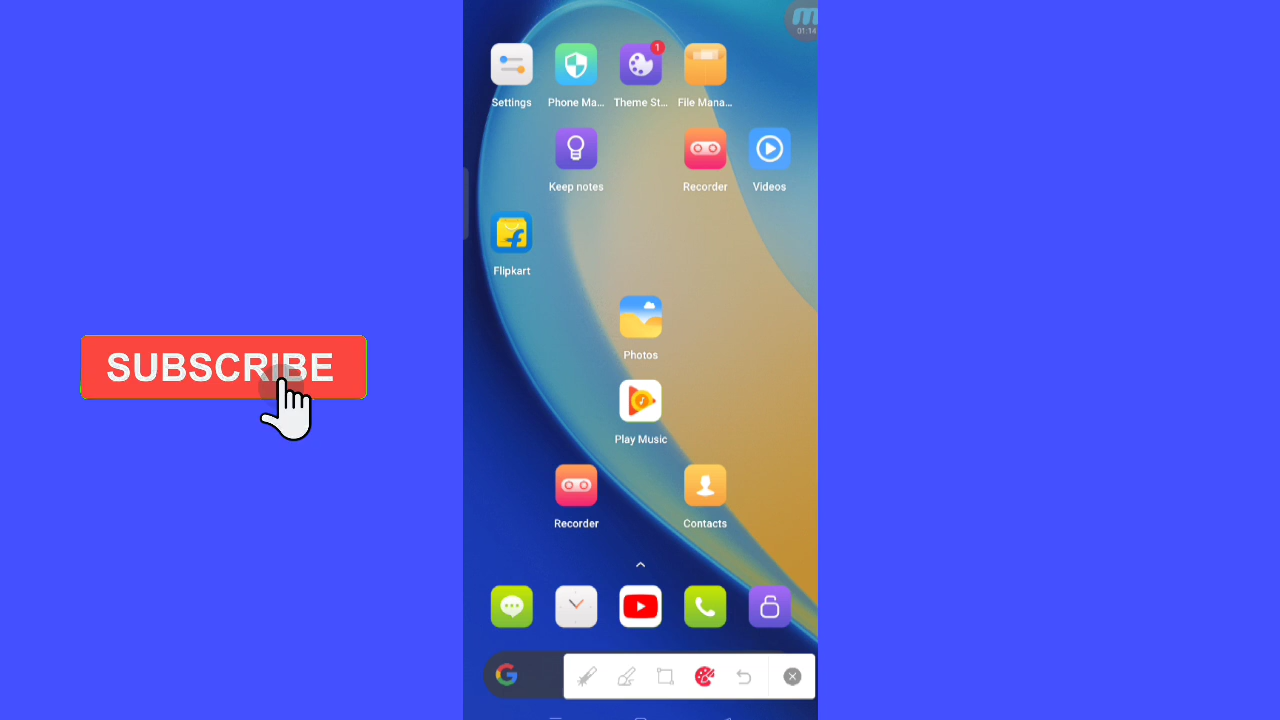 01:14
1
Settings
Phone Ma...
Theme St...
File Mana...
Keep notes
Recorder
Videos
Flipkart
Photos
SUBSCRIBE
Play Music
Recorder
Contacts